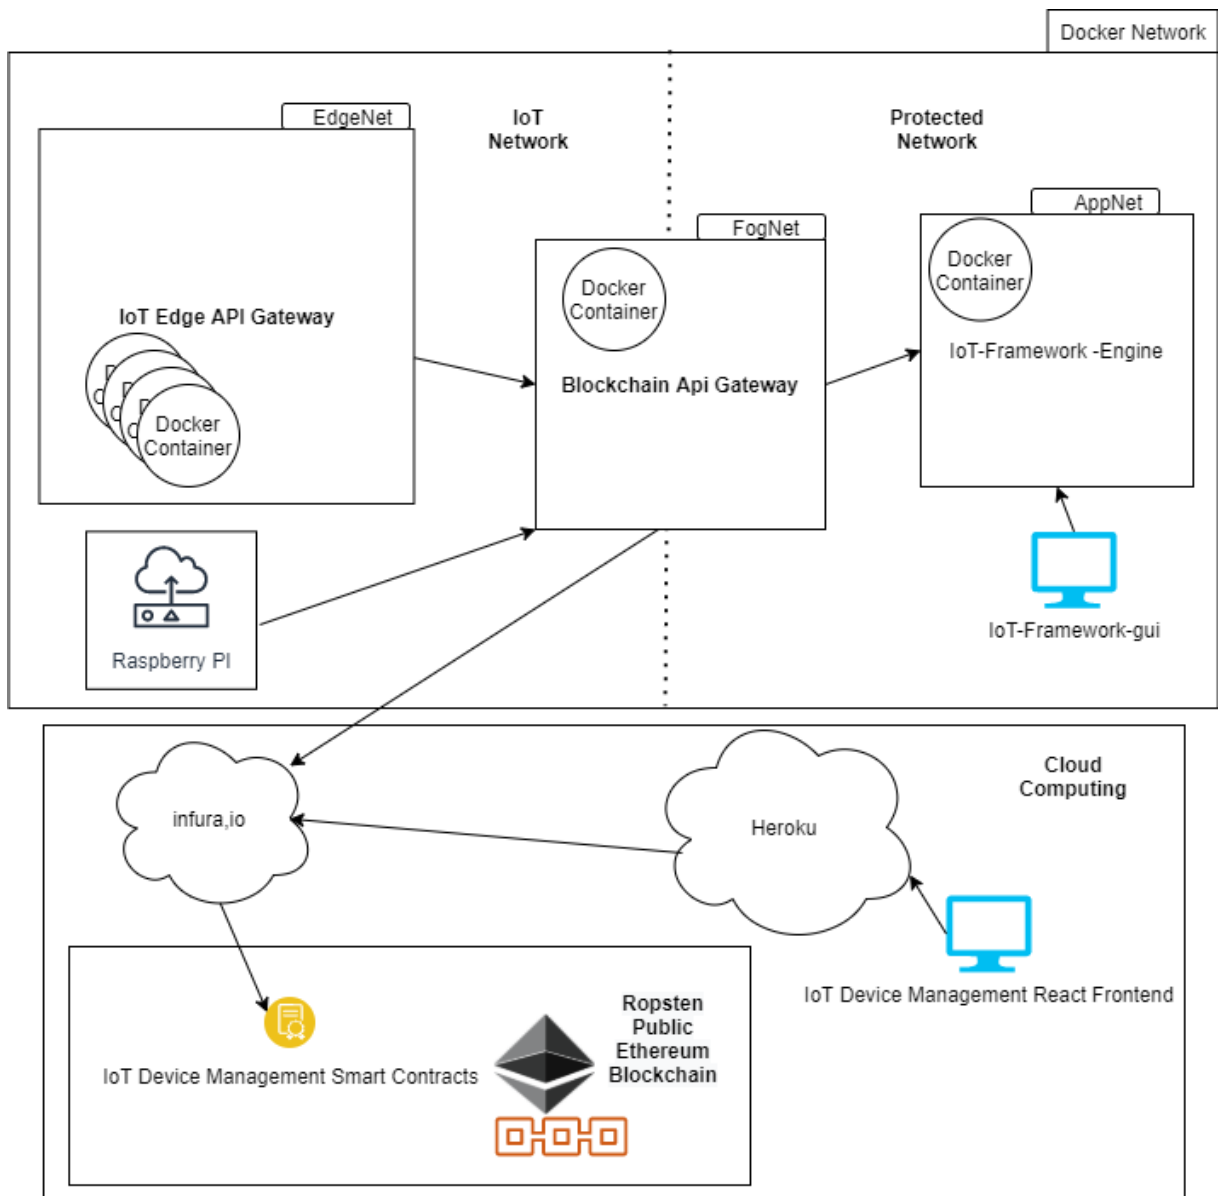 Docker Network
EdgeNet
IoT
Network
Protected
Network
AppNet
FogNet
Docker
Container
Docker
Container
IoT Edge API Gateway
IoT-Framework -Engine
Blockchain Api Gateway
Docker
Container
Raspberry PI
IoT-Framework-gui
Cloud
Computing
infura,io
Heroku
IoT Device Management React Frontend
Ropsten
Public
Ethereum
Blockchain
IoT Device Management Smart Contracts